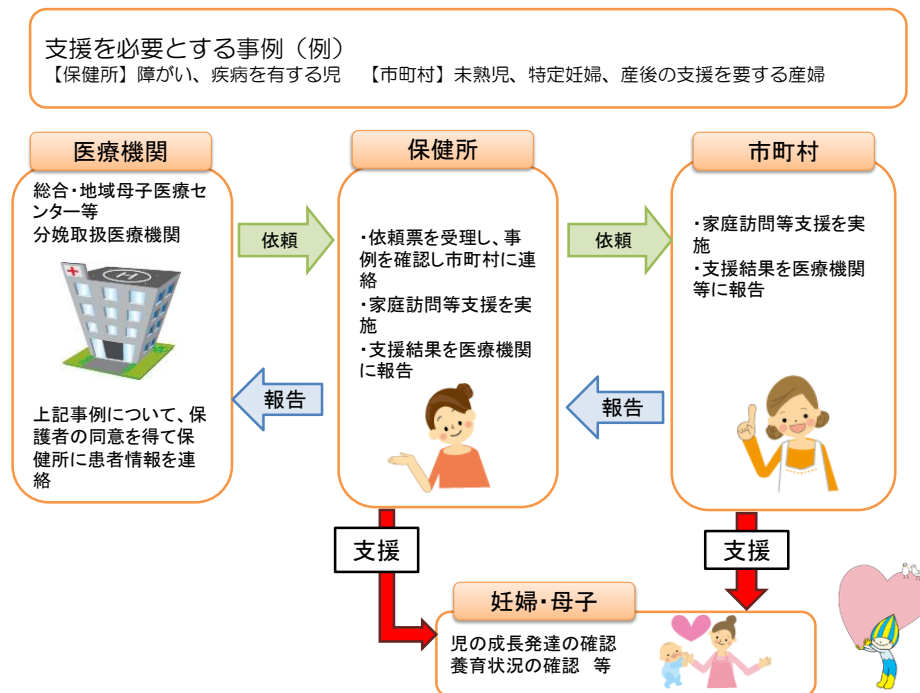 支援を必要とする事例（例）
【保健所】障がい、疾病を有する児　【市町村】未熟児、特定妊婦、産後の支援を要する産婦
医療機関
総合・地域母子医療セ
ンター等
分娩取扱医療機関
H
上記事例について、保
護者の同意を得て保
健所に患者情報を連
絡
依頼
報告
保健所
・依頼票を受理し、事
例を確認し市町村に連
絡
・家庭訪問等支援を実
施
・支援結果を医療機関
に報告
依頼
報告
市町村
・家庭訪問等支援を実
施
・支援結果を医療機関
等に報告
支援
支援
妊婦・母子
児の成長発達の確認
養育状況の確認　等